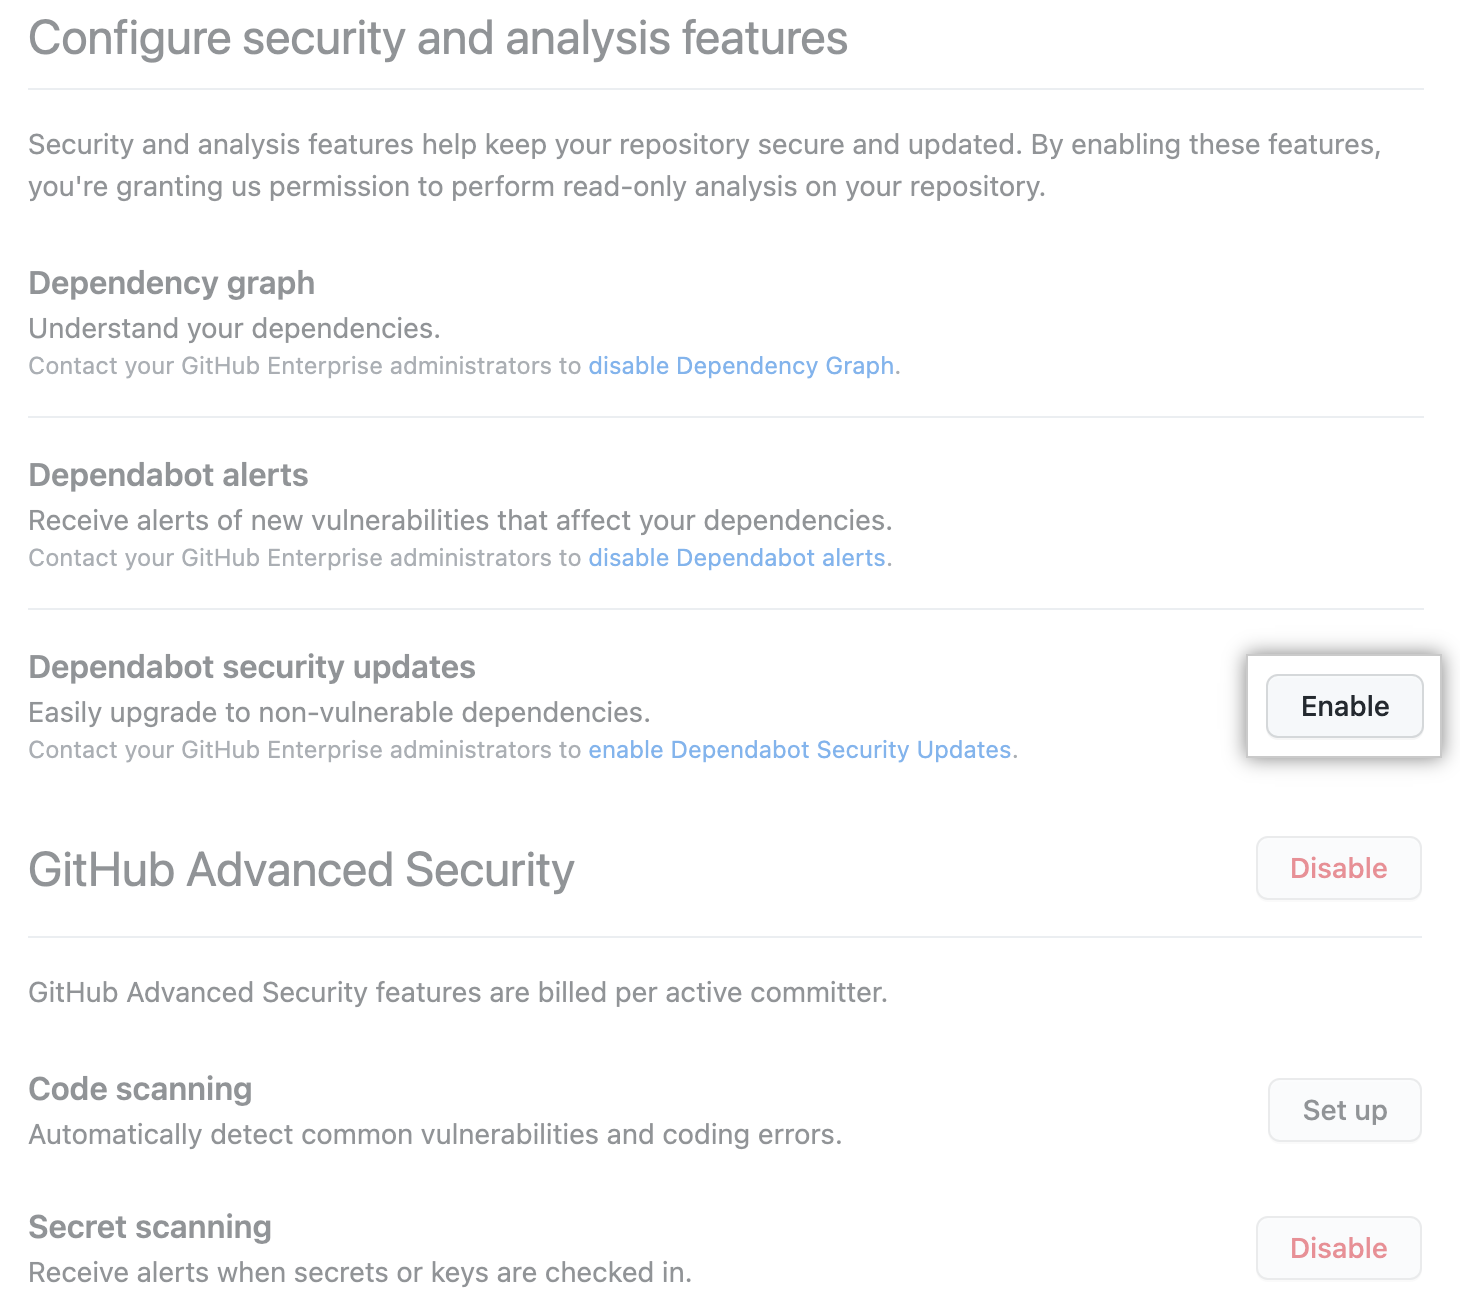 Configure security and analysis features
Security and analysis features help keep your repository secure and updated. By enabling these features,
you're granting us permission to perform read-only analysis on your repository.
Dependency graph
Understand your dependencies.
Contact your GitHub Enterprise administrators to disable Dependency Graph.
Dependabot alerts
Receive alerts of new vulnerabilities that affect your dependencies.
Contact your GitHub Enterprise administrators to disable Dependabot alerts.
Dependabot security updates
Easily upgrade to non-vulnerable dependencies.
Contact your GitHub Enterprise administrators to enable Dependabot Security Updates.
Enable
GitHub Advanced Security
Disable
GitHub Advanced Security features are billed per active committer.
Code scanning
Automatically detect common vulnerabilities and coding errors.
Set up
Secret scanning
Receive alerts when secrets or keys are checked in.
Disable